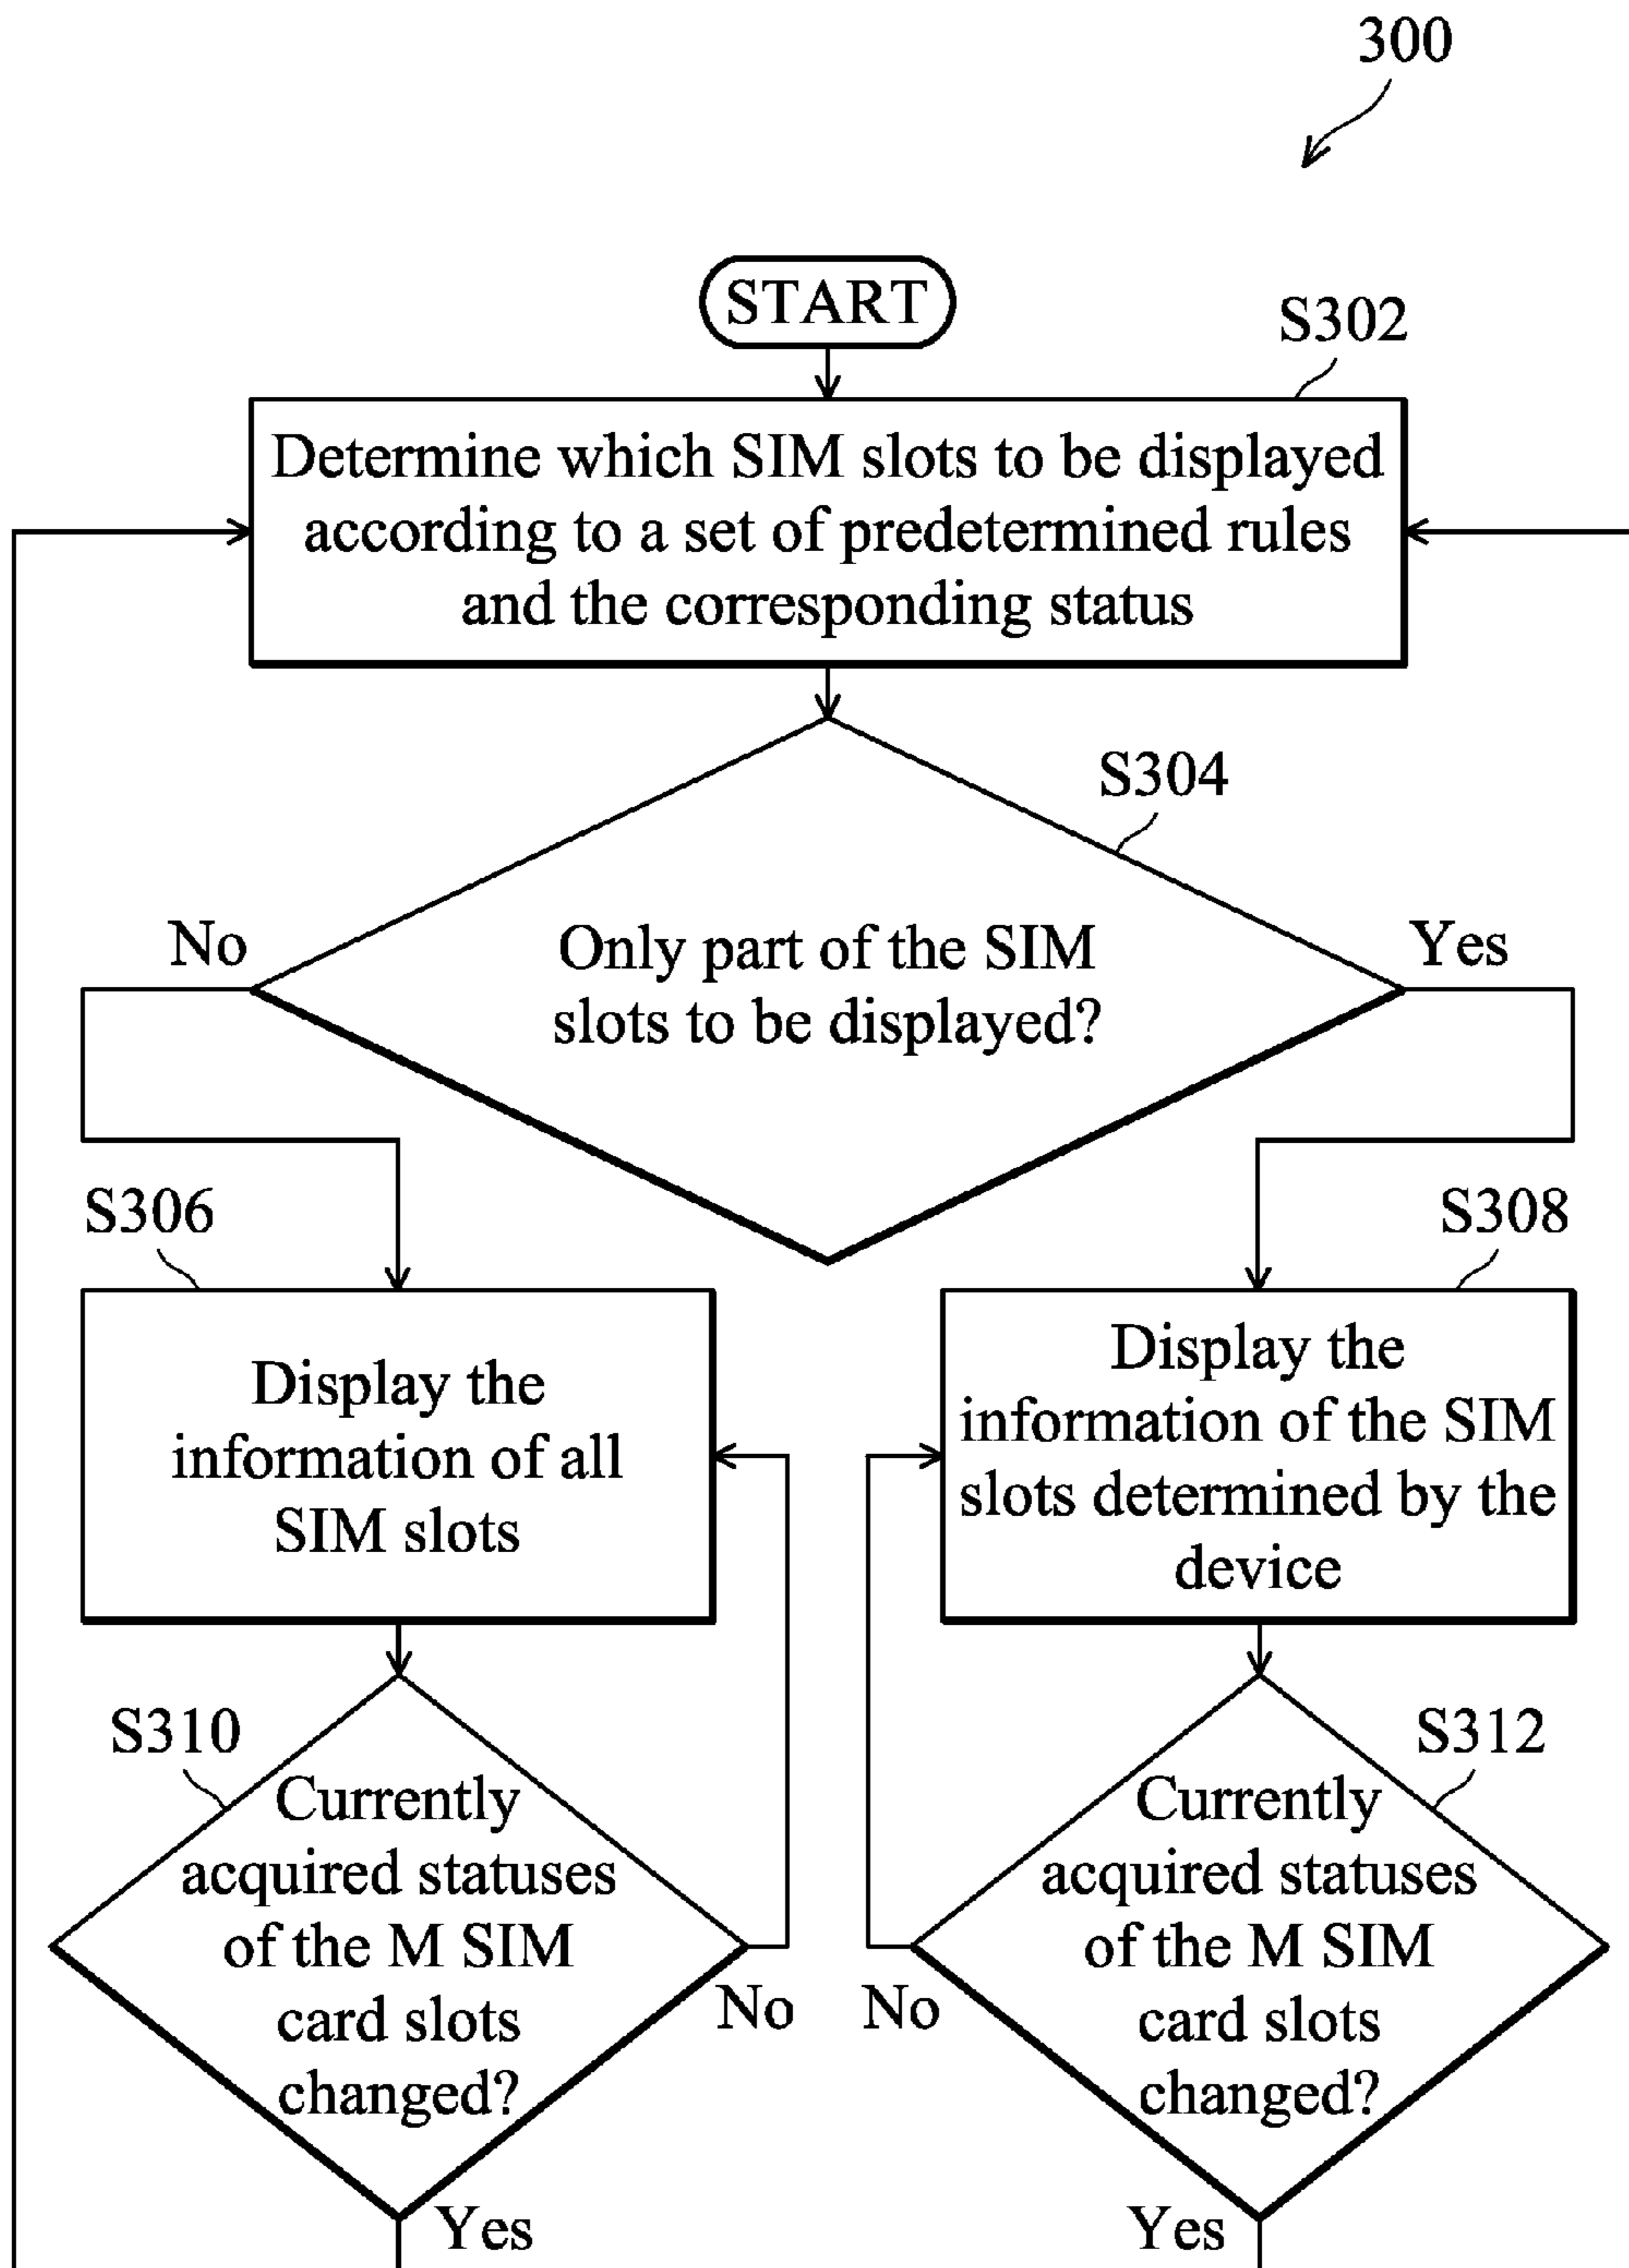 300
START
S302
Determine which SIM slots to be displayed
according to a set of predetermined rules
and the corresponding status
S304
No
Only part of the SIM
slots to be displayed?
Yes
S306
Display the
information of all
SIM slots
S308
Display the
information of the SIM
slots determined by the
device
S310
Currently
acquired statuses
of the M SIM
card slots
changed?
No
Yes
S312
Currently
acquired statuses
of the M SIM
card slots
changed?
No
Yes